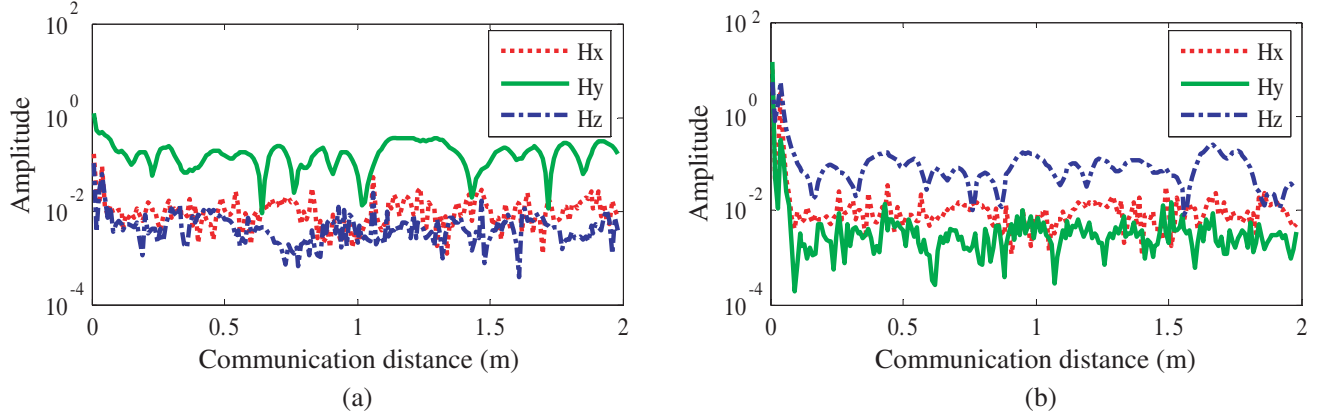 10^2
10^0
10^-2
10^-4
Amplitude
Hx
Hy
Hz
0
0.5
1
1.5
2
Communication distance (m)
(a)
10^2
10^0
10^-2
10^-4
Amplitude
Hx
Hy
Hz
0
0.5
1
1.5
2
Communication distance (m)
(b)